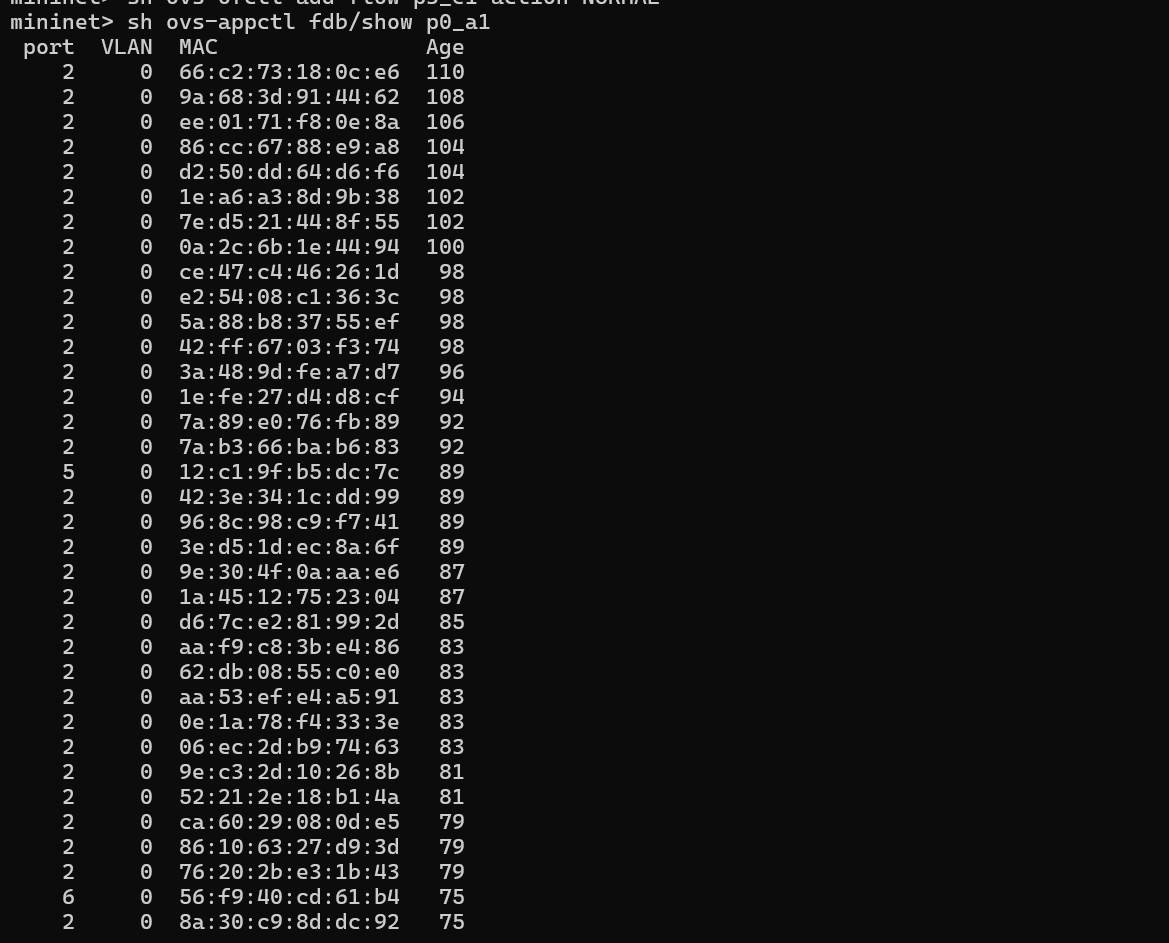 mininet> sh ovs-ofctl add-flow p3_c1 action=NORMAL
mininet> sh ovs-appctl fdb/show p0_a1
port VLAN MAC Age
2 0 66:c2:73:18:0c:e6 110
2 0 9a:68:3d:91:44:62 108
2 0 ee:01:71:f8:0e:8a 106
2 0 86:cc:67:88:e9:a8 104
2 0 d2:50:dd:64:d6:f6 104
2 0 1e:a6:a3:8d:9b:38 102
2 0 7e:d5:21:44:8f:55 102
2 0 0a:2c:6b:1e:44:94 100
2 0 ce:47:c4:46:26:1d 98
2 0 e2:54:08:c1:36:3c 98
2 0 5a:88:b8:37:55:ef 98
2 0 42:ff:67:03:f3:74 98
2 0 3a:48:9d:fe:a7:d7 96
2 0 1e:fe:27:d4:d8:cf 94
2 0 7a:89:e0:76:fb:89 92
2 0 7a:b3:66:ba:b6:83 92
5 0 12:c1:9f:b5:dc:7c 89
2 0 42:3e:34:1c:dd:99 89
2 0 96:8c:98:c9:f7:41 89
2 0 3e:d5:1d:ec:8a:6f 89
2 0 9e:30:4f:0a:aa:e6 87
2 0 1a:45:12:75:23:04 87
2 0 d6:7c:e2:81:99:2d 85
2 0 aa:f9:c8:3b:e4:86 83
2 0 62:db:08:55:c0:e0 83
2 0 aa:53:ef:e4:a5:91 83
2 0 0e:1a:78:f4:33:3e 83
2 0 06:ec:2d:b9:74:63 83
2 0 9e:c3:2d:10:26:8b 81
2 0 52:21:2e:18:b1:4a 81
2 0 ca:60:29:08:0d:e5 79
2 0 86:10:63:27:d9:3d 79
2 0 76:20:2b:e3:1b:43 79
6 0 56:f9:40:cd:61:b4 75
2 0 8a:30:c9:8d:dc:92 75